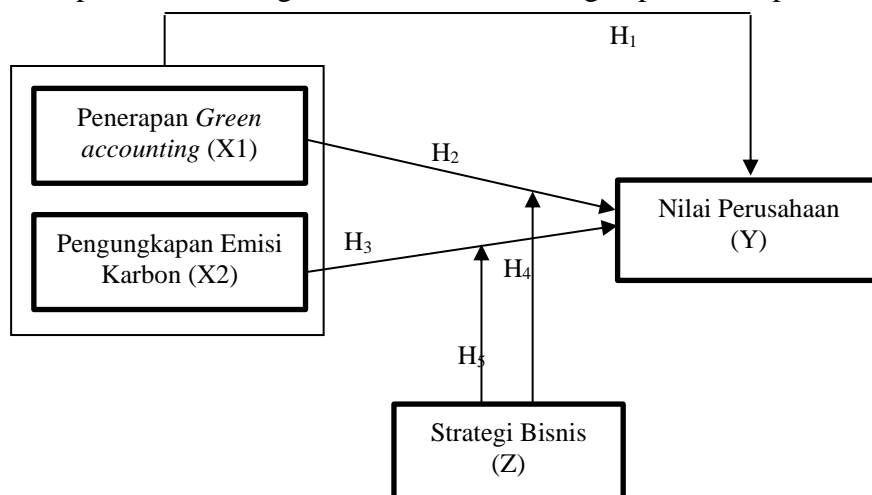 H₁
Penerapan Green
accounting (X1)
H₂
Nilai Perusahaan
(Y)
Pengungkapan Emisi
Karbon (X2)
H₃
H₄
H₅
Strategi Bisnis
(Z)